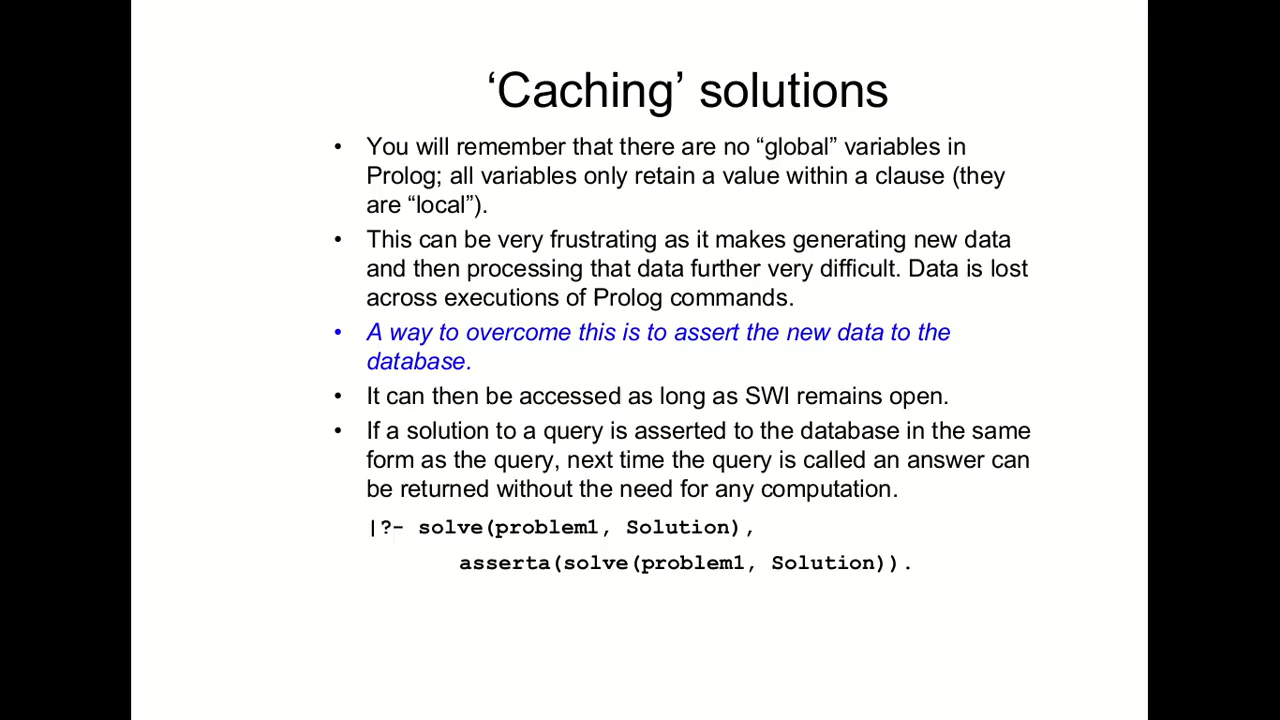 ‘Caching’ solutions
• You will remember that there are no “global” variables in
Prolog; all variables only retain a value within a clause (they
are “local”).
• This can be very frustrating as it makes generating new data
and then processing that data further very difficult. Data is lost
across executions of Prolog commands.
• A way to overcome this is to assert the new data to the
database.
• It can then be accessed as long as SWI remains open.
• If a solution to a query is asserted to the database in the same
form as the query, next time the query is called an answer can
be returned without the need for any computation.
|?- solve(problem1, Solution),
asserta(solve(problem1, Solution)).